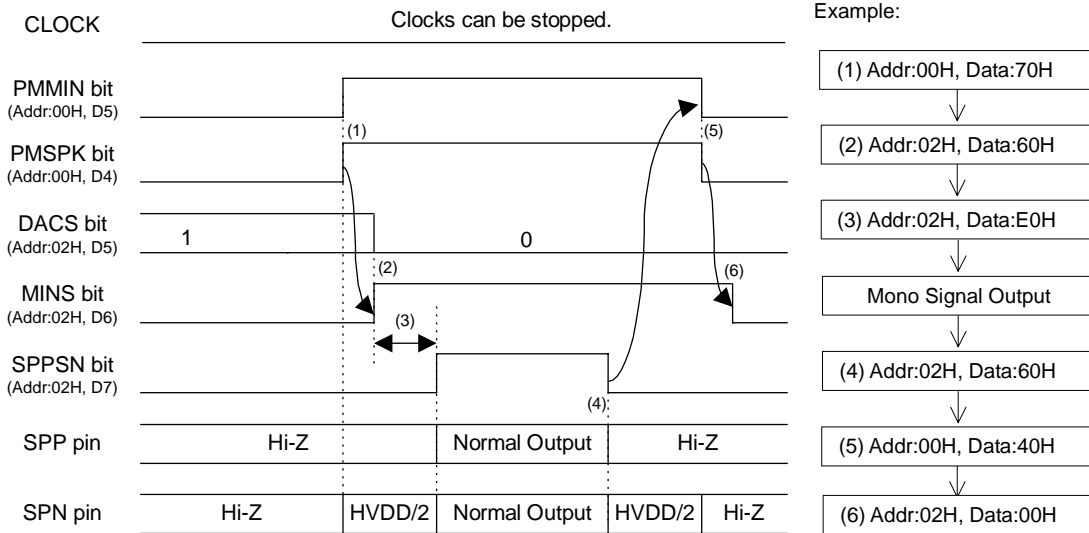 CLOCK
Clocks can be stopped.
Example:
PMMIN bit
(Addr:00H, D5)
(1)
(5)
PMSPK bit
(Addr:00H, D4)
DACS bit
(Addr:02H, D5)
1
0
(2)
(6)
MINS bit
(Addr:02H, D6)
(3)
SPPSN bit
(Addr:02H, D7)
(4)
SPP pin
Hi-Z
Normal Output
Hi-Z
SPN pin
Hi-Z
HVDD/2
Normal Output
HVDD/2
Hi-Z
(1) Addr:00H, Data:70H
(2) Addr:02H, Data:60H
(3) Addr:02H, Data:E0H
Mono Signal Output
(4) Addr:02H, Data:60H
(5) Addr:00H, Data:40H
(6) Addr:02H, Data:00H